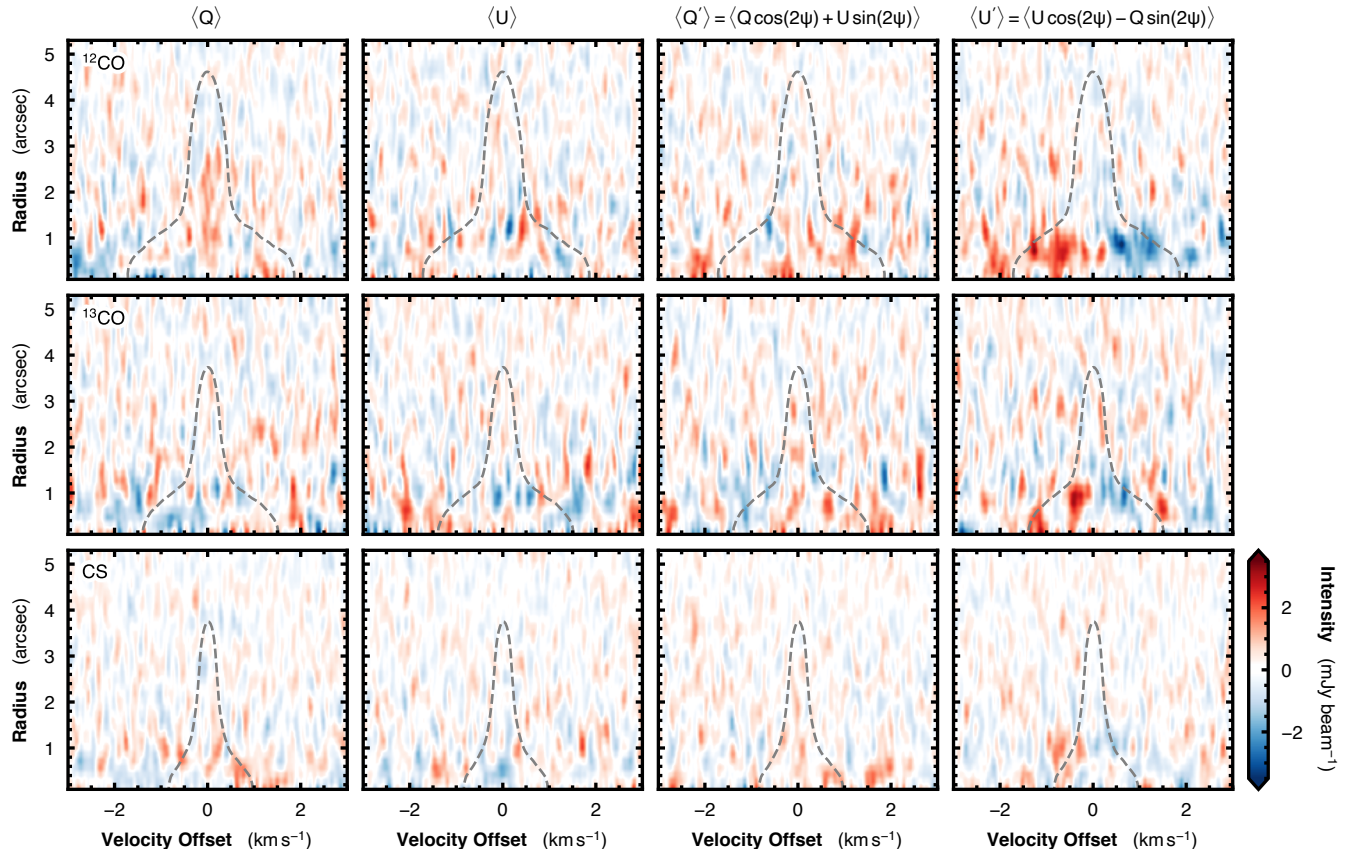 ⟨Q⟩ ⟨U⟩ ⟨Q′⟩ = ⟨Q cos(2ψ) + U sin(2ψ)⟩ ⟨U′⟩ = ⟨U cos(2ψ) − Q sin(2ψ)⟩
¹²CO
5
4
3
2
1
Radius (arcsec)
¹³CO
5
4
3
2
1
Radius (arcsec)
CS
5
4
3
2
1
Radius (arcsec)
−2 0 2 −2 0 2 −2 0 2 −2 0 2
Velocity Offset (km s⁻¹) Velocity Offset (km s⁻¹) Velocity Offset (km s⁻¹) Velocity Offset (km s⁻¹)
2
0
−2
Intensity (mJy beam⁻¹)